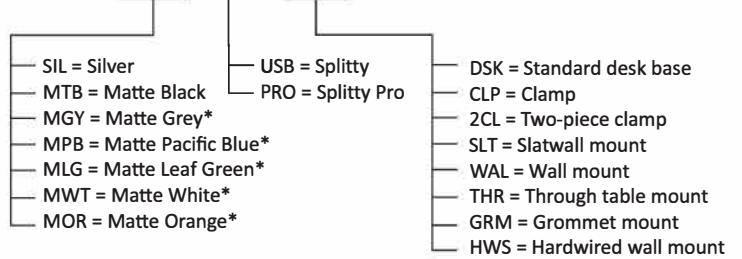 SIL = Silver
MTB = Matte Black
MGY = Matte Grey*
MPB = Matte Pacific Blue*
MLG = Matte Leaf Green*
MWT = Matte White*
MOR = Matte Orange*
USB = Splitty
PRO = Splitty Pro
DSK = Standard desk base
CLP = Clamp
2CL = Two-piece clamp
SLT = Slatwall mount
WAL = Wall mount
THR = Through table mount
GRM = Grommet mount
HWS = Hardwired wall mount